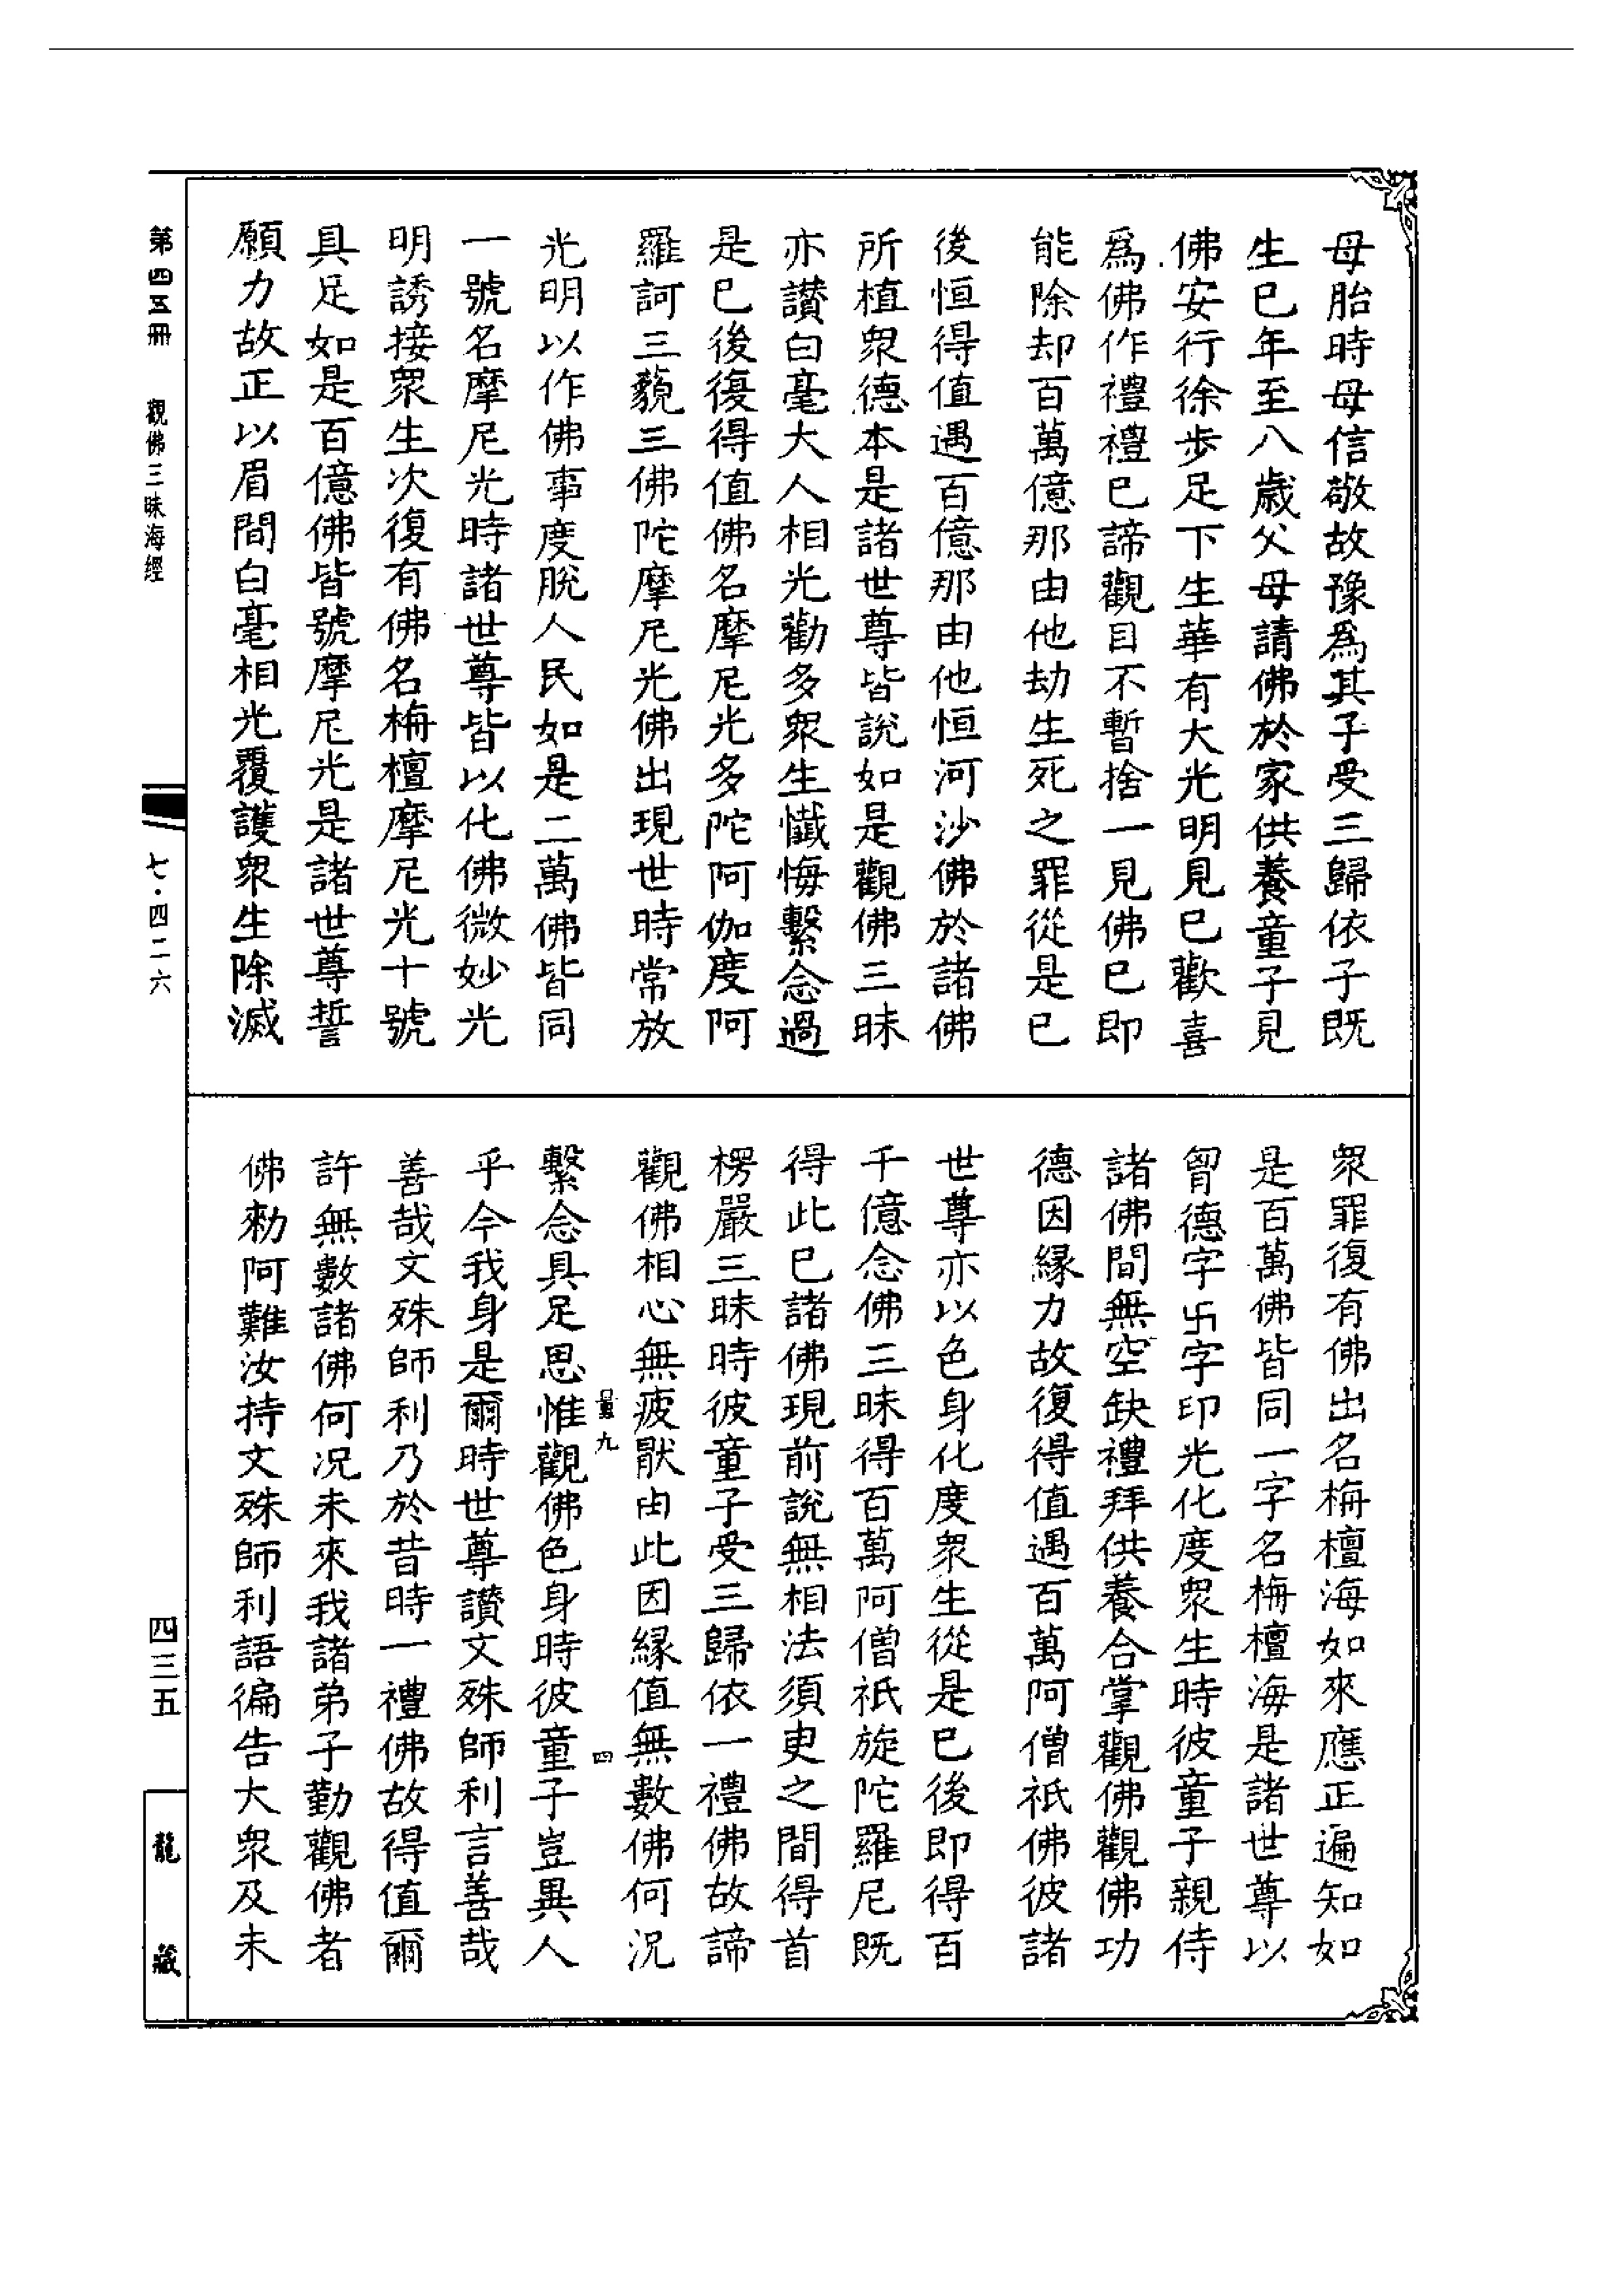 母胎時母信敬故豫爲其子受三歸依子既
生已年至八歲父母請佛於家供養童子見
佛安行徐步足下生華有大光明見已歡喜
爲佛作禮禮已諦觀目不暫捨一見佛已即
能除却百萬億那由他劫生死之罪從是已
後恒得值遇百億那由他恒河沙佛於諸佛
所植衆德本是諸世尊皆說如是觀佛三昧
亦讃白毫大人相光勸多衆生懺悔繫念過
是已後復得值佛名摩尼光多陀阿伽度阿
羅訶三藐三佛陀摩尼光佛出現世時常放
光明以作佛事度脫人民如是二萬佛皆同
一號名摩尼光時諸世尊皆以化佛微妙光
明誘接衆生次復有佛名栴檀摩尼光十號
具足如是百億佛皆號摩尼光是諸世尊誓
願力故正以眉間白毫相光覆護衆生除滅
衆罪復有佛出名栴檀海如來應正遍知如
是百萬佛皆同一字名栴檀海是諸世尊以
胷德字卐字印光化度衆生時彼童子親侍
諸佛間無空缺禮拜供養合掌觀佛觀佛功
德因縁力故復得值遇百萬阿僧祇佛彼諸
世尊亦以色身化度衆生從是已後即得百
千億念佛三昧得百萬阿僧祇旋陀羅尼既
得此已諸佛現前說無相法須臾之間得首
楞嚴三昧時彼童子受三歸依一禮佛故諦
觀佛相心無疲猒由此因縁值無數佛何況
量九
四
繫念具足思惟觀佛色身時彼童子豈異人
乎今我身是爾時世尊讃文殊師利言善哉
善哉文殊師利乃於昔時一禮佛故得值爾
許無數諸佛何況未來我諸弟子勤觀佛者
佛勑阿難汝持文殊師利語徧告大衆及未
第四五冊 觀佛三昧海經
七·四二六
四三五
龍藏